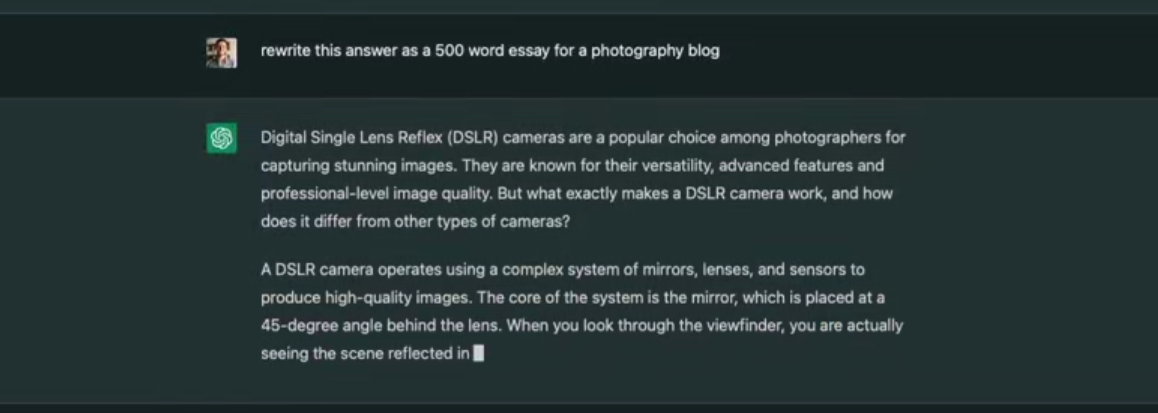 rewrite this answer as a 500 word essay for a photography blog
Digital Single Lens Reflex (DSLR) cameras are a popular choice among photographers for
capturing stunning images. They are known for their versatility, advanced features and
professional-level image quality. But what exactly makes a DSLR camera work, and how
does it differ from other types of cameras?
A DSLR camera operates using a complex system of mirrors, lenses, and sensors to
produce high-quality images. The core of the system is the mirror, which is placed at a
45-degree angle behind the lens. When you look through the viewfinder, you are actually
seeing the scene reflected in